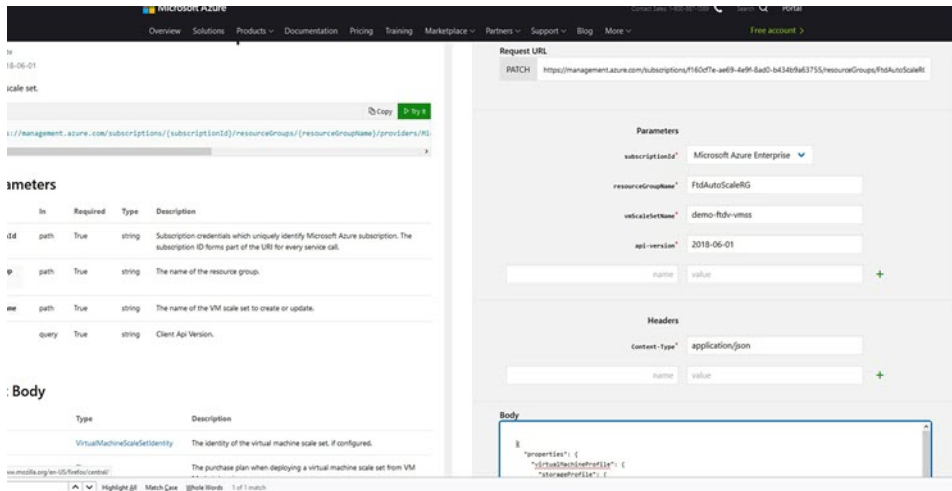 Microsoft Azure
Contact Sales 1-800-867-1389
Search
Portal
Overview Solutions Products Documentation Pricing Training Marketplace Partners Support Blog More
Free account >
18-06-01
scale set.
Copy
Try It
s://management.azure.com/subscriptions/{subscriptionId}/resourceGroups/{resourceGroupName}/providers/Mi
ameters
In Required Type Description
Id path True string Subscription credentials which uniquely identify Microsoft Azure subscription. The
subscription ID forms part of the URI for every service call.
p path True string The name of the resource group.
me path True string The name of the VM scale set to create or update.
query True string Client Api Version.
: Body
Type Description
VirtualMachineScaleSetIdentity The identity of the virtual machine scale set, if configured.
The purchase plan when deploying a virtual machine scale set from VM
ww.mozilla.org/en-US/firefox/central/
Highlight All Match Case Whole Words 1 of 1 match
Request URL
PATCH https://management.azure.com/subscriptions/f160cf7e-ae69-4e9f-8ad0-b434b9a63755/resourceGroups/FtdAutoScaleR(
Parameters
subscriptionId* Microsoft Azure Enterprise
resourceGroupName* FtdAutoScaleRG
vmScaleSetName* demo-ftdv-vmss
api-version* 2018-06-01
name value +
Headers
Content-Type* application/json
name value +
Body
{
"properties": {
"virtualMachineProfile": {
"storageProfile": {